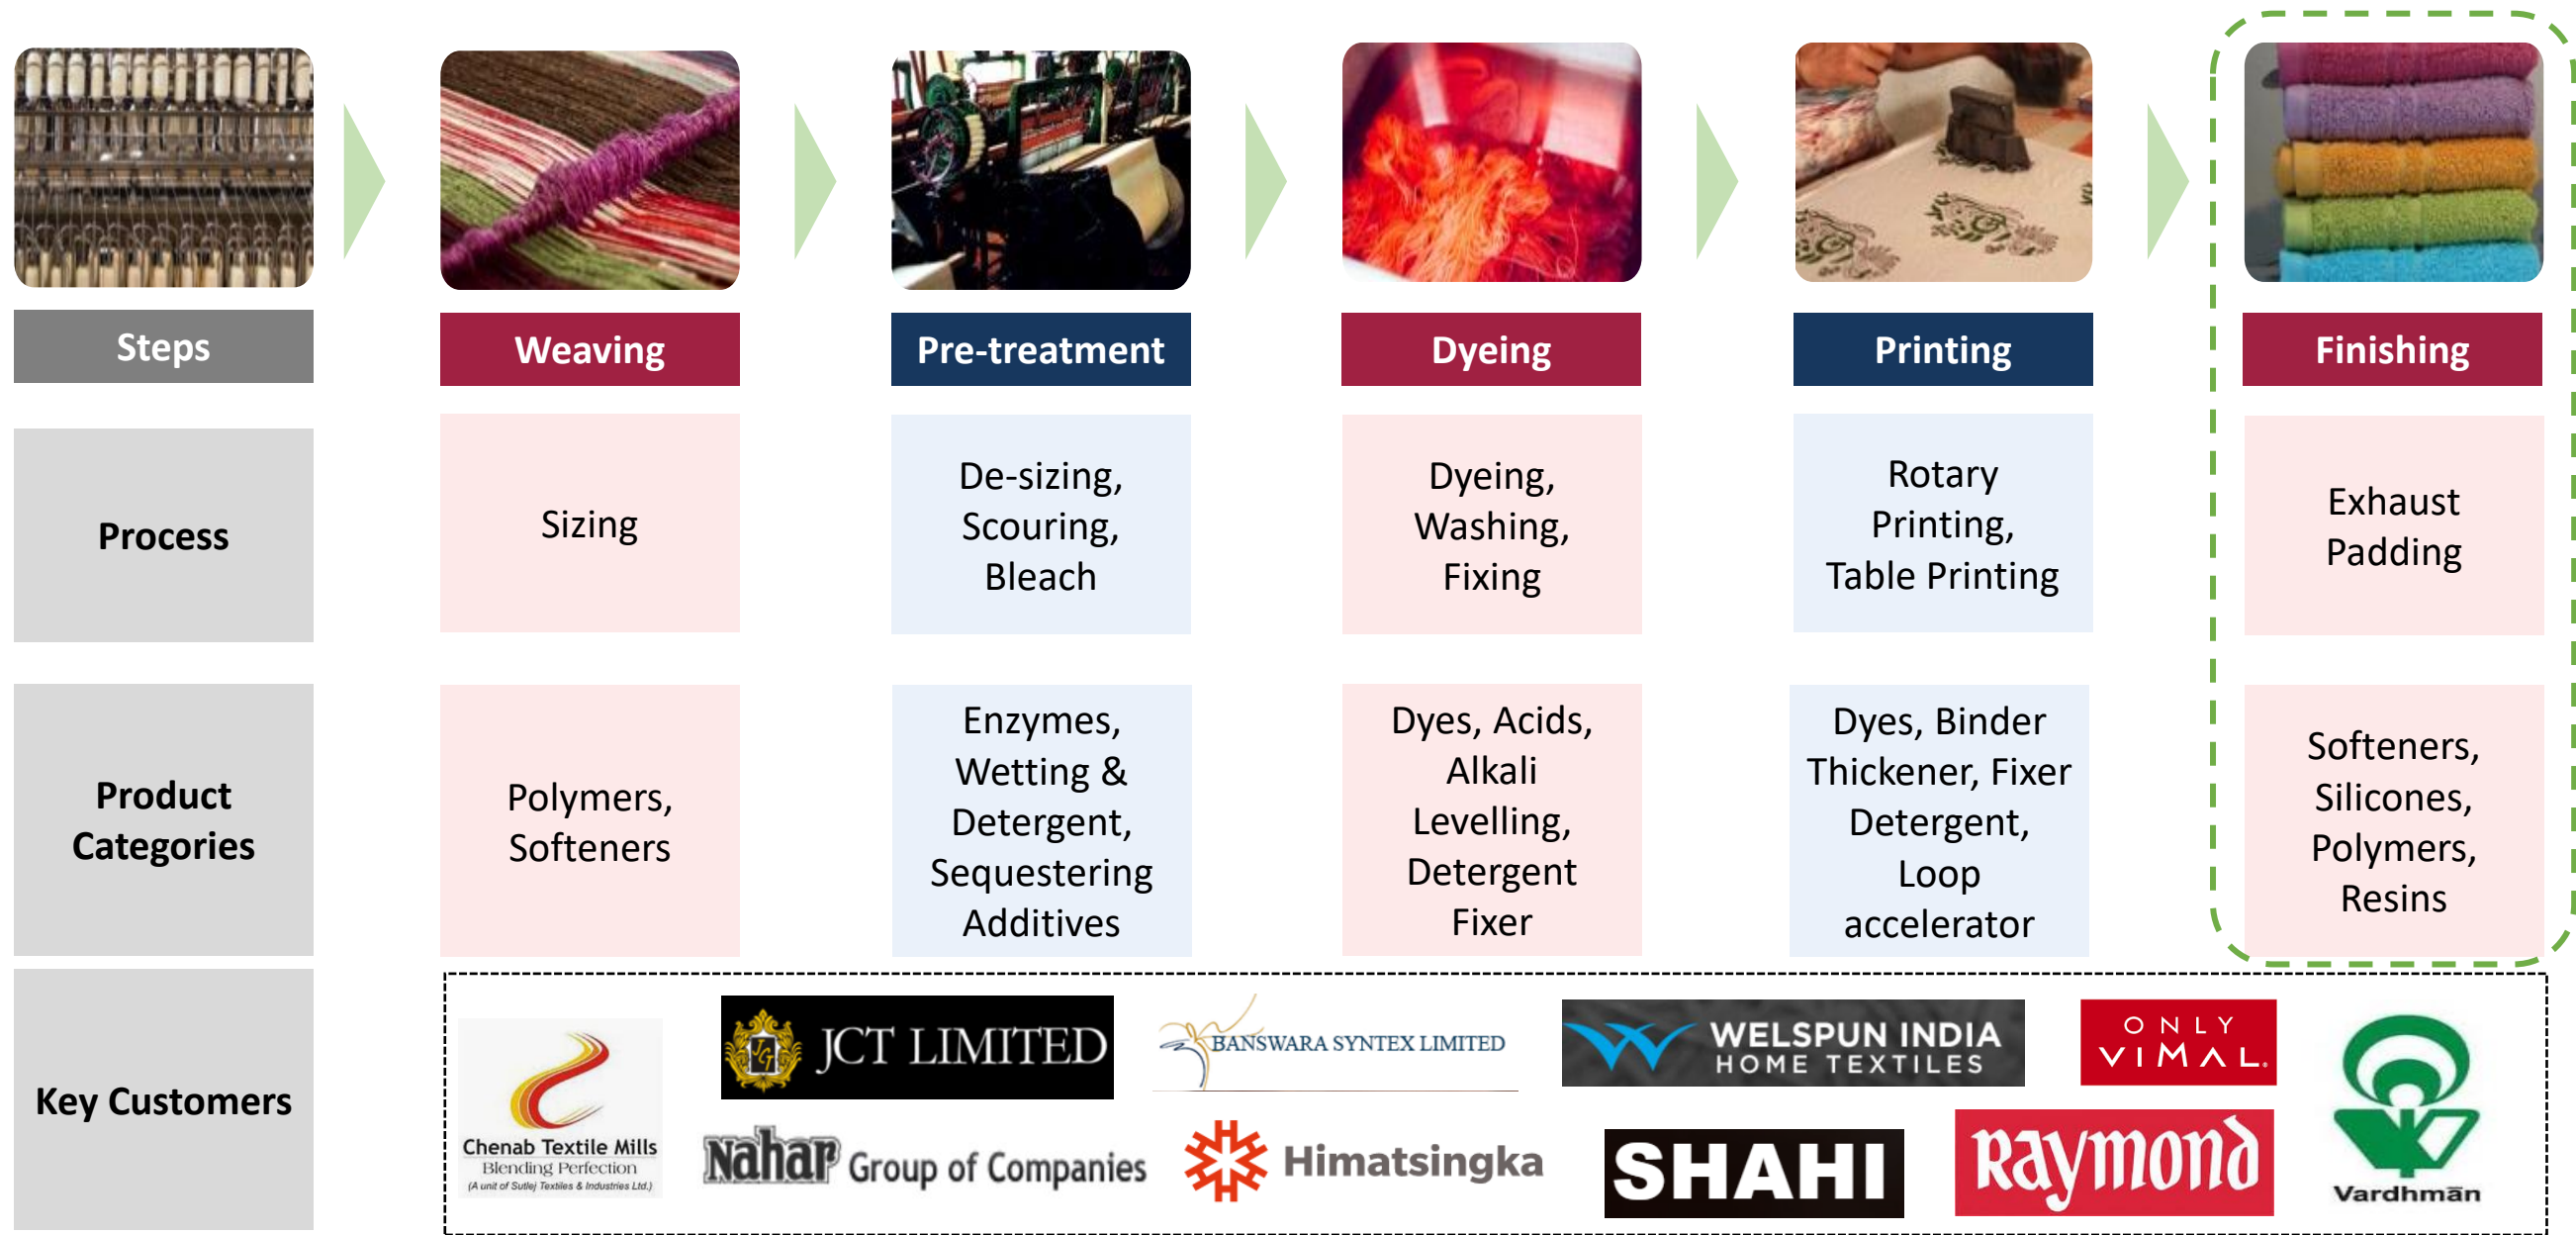 Steps
Weaving
Pre-treatment
Dyeing
Printing
Finishing
Process
Sizing
De-sizing,
Scouring,
Bleach
Dyeing,
Washing,
Fixing
Rotary
Printing,
Table Printing
Exhaust
Padding
Product
Categories
Polymers,
Softeners
Enzymes,
Wetting &
Detergent,
Sequestering
Additives
Dyes, Acids,
Alkali
Levelling,
Detergent
Fixer
Dyes, Binder
Thickener, Fixer
Detergent,
Loop
accelerator
Softeners,
Silicones,
Polymers,
Resins
Key Customers
Chenab Textile Mills
Blending Perfection
(A unit of Sutlej Textiles & Industries Ltd.)
JCT LIMITED
BANSWARA SYNTEX LIMITED
WELSPUN INDIA
HOME TEXTILES
ONLY
VIMAL.
Nahar Group of Companies
Himatsingka
SHAHI
Raymond
Vardhmān